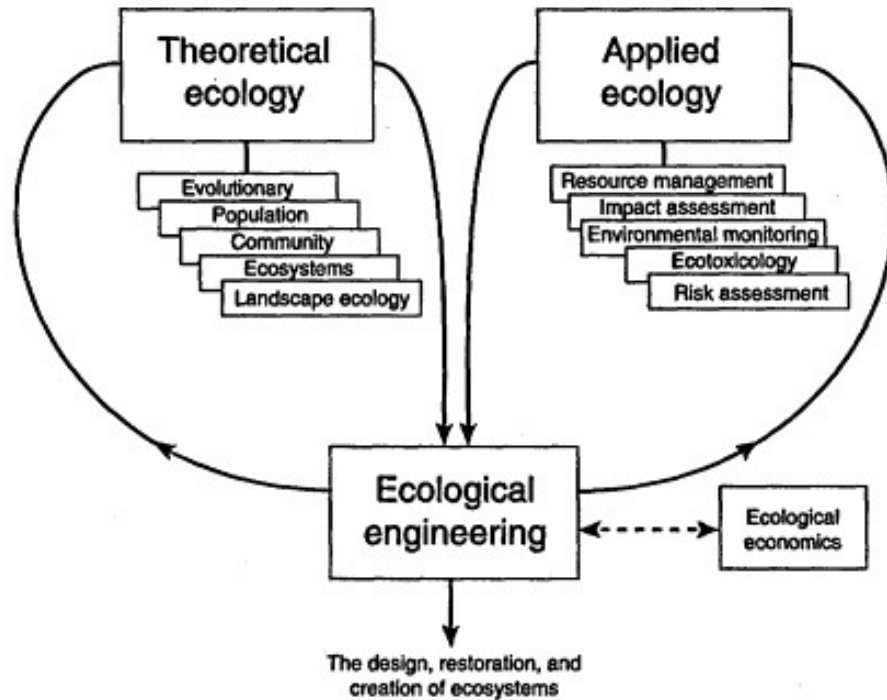 Theoretical
ecology
Applied
ecology
Evolutionary
Population
Community
Ecosystems
Landscape ecology
Resource management
Impact assessment
Environmental monitoring
Ecotoxicology
Risk assessment
Ecological
engineering
Ecological
economics
The design, restoration, and
creation of ecosystems